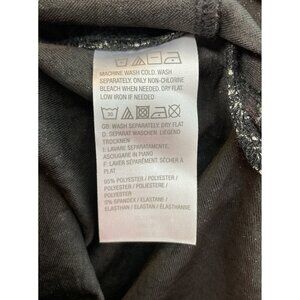 MACHINE WASH COLD. WASH
SEPARATELY. ONLY NON-CHLORINE
BLEACH WHEN NEEDED. DRY FLAT.
LOW IRON IF NEEDED
30
GB: WASH SEPARATELY, DRY FLAT
D: SEPARAT WASCHEN. LIEGEND
TROCKNEN
I: LAVARE SEPARATAMENTE,
ASCIUGARE IN PIANO
F: LAVER SÉPARÉMENT. SÉCHER À
PLAT
95% POLYESTER / POLYESTER /
POLYESTER / POLIESTERE /
POLYESTER
5% SPANDEX / ELASTANE /
ELASTHAN / ELASTAN / ÉLASTHANNE